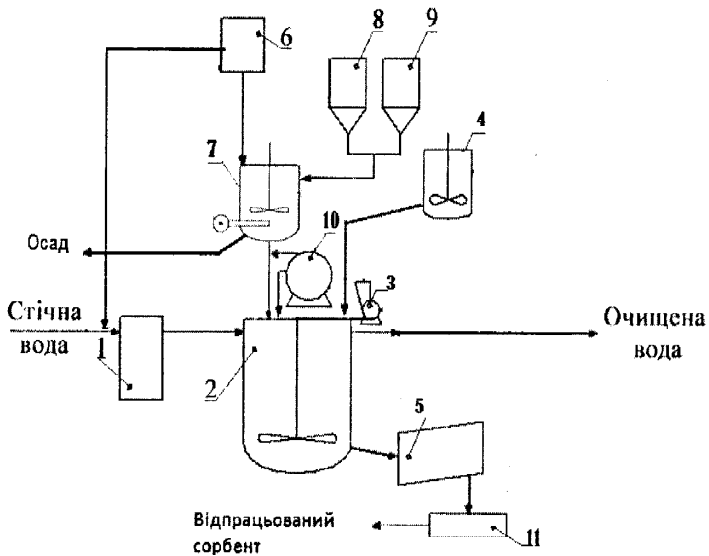 6
8
9
4
7
10
Осад
3
Стічна
вода
1
2
Очищена
вода
5
Відпрацьований
сорбент
11